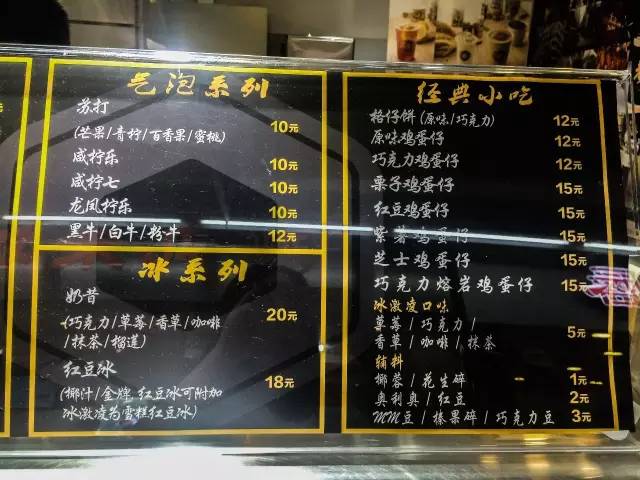 气泡系列
苏打 10元
(芒果/青柠/百香果/蜜桃)
咸柠乐 10元
咸柠七 10元
龙凤柠乐 10元
黑牛/白牛/粉牛 12元
冰系列
奶昔 20元
(巧克力/草莓/香草/咖啡
/抹茶/榴莲)
红豆冰 18元
(椰汁/金牌 红豆冰可附加
冰激凌为雪糕红豆冰)
经典小吃
格仔饼(原味/巧克力) 12元
原味鸡蛋仔 12元
巧克力鸡蛋仔 12元
栗子鸡蛋仔 15元
红豆鸡蛋仔 15元
紫薯鸡蛋仔 15元
芝士鸡蛋仔 15元
巧克力熔岩鸡蛋仔 15元
冰激凌口味
草莓/巧克力/ 5元
香草/咖啡/抹茶
辅料
椰蓉/花生碎 1元
奥利奥/红豆 2元
MM豆/榛果碎/巧克力豆 3元